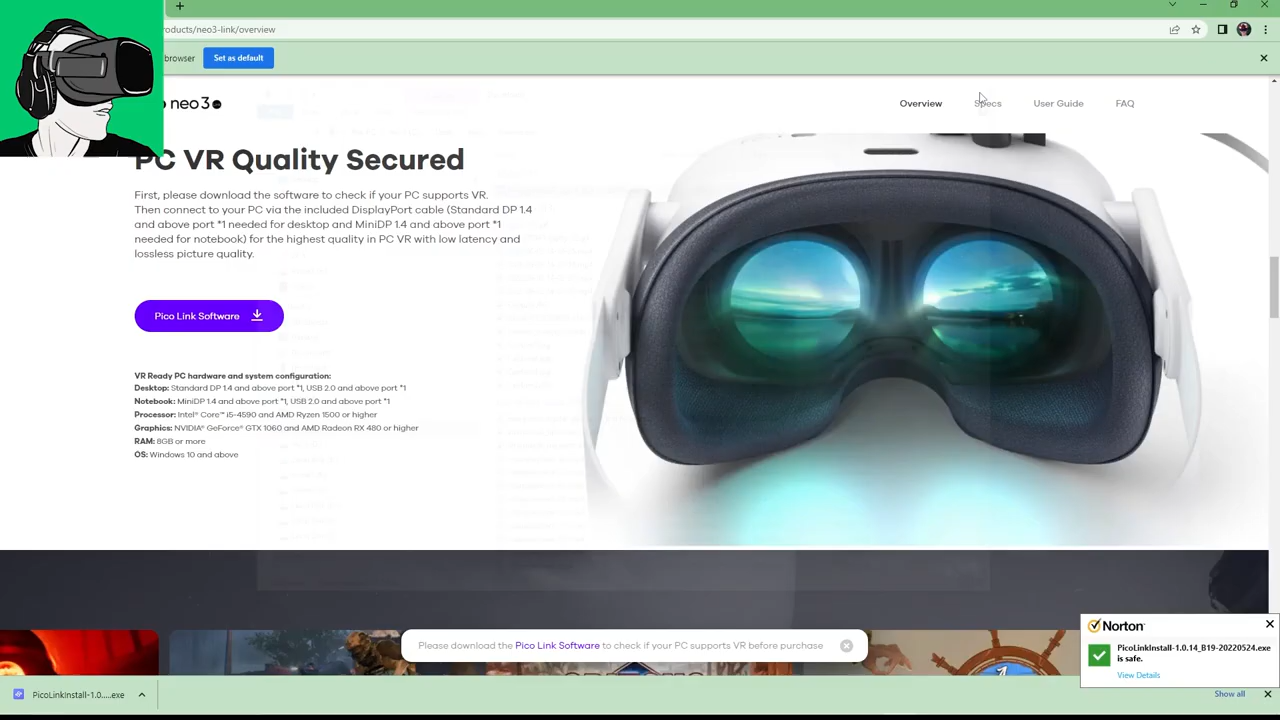 oducts/neo3-link/overview
browser
Set as default
neo3
Overview
Specs
User Guide
FAQ
PC VR Quality Secured
First, please download the software to check if your PC supports VR.
Then connect to your PC via the included DisplayPort cable (Standard DP 1.4
and above port *1 needed for desktop and MiniDP 1.4 and above port *1
needed for notebook) for the highest quality in PC VR with low latency and
lossless picture quality.
Pico Link Software
VR Ready PC hardware and system configuration:
Desktop: Standard DP 1.4 and above port *1, USB 2.0 and above port *1
Notebook: MiniDP 1.4 and above port *1, USB 2.0 and above port *1
Processor: Intel® Core™ i5-4590 and AMD Ryzen 1500 or higher
Graphics: NVIDIA® GeForce® GTX 1060 and AMD Radeon RX 480 or higher
RAM: 8GB or more
OS: Windows 10 and above
Please download the Pico Link Software to check if your PC supports VR before purchase
Norton
PicoLinkInstall-1.0.14_B19-20220524.exe
is safe.
View Details
PicoLinkInstall-1.0.....exe
Show all